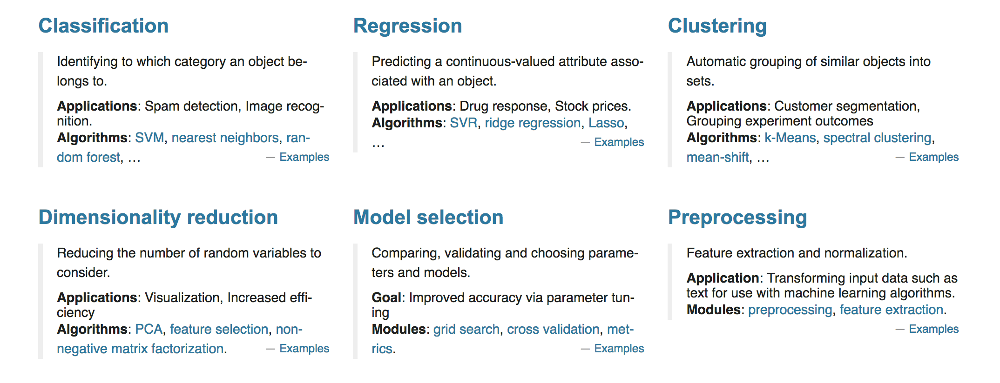 Classification
Identifying to which category an object be-
longs to.
Applications: Spam detection, Image recog-
nition.
Algorithms: SVM, nearest neighbors, ran-
dom forest, …
— Examples
Regression
Predicting a continuous-valued attribute asso-
ciated with an object.
Applications: Drug response, Stock prices.
Algorithms: SVR, ridge regression, Lasso,
…
— Examples
Clustering
Automatic grouping of similar objects into
sets.
Applications: Customer segmentation,
Grouping experiment outcomes
Algorithms: k-Means, spectral clustering,
mean-shift, …
— Examples
Dimensionality reduction
Reducing the number of random variables to
consider.
Applications: Visualization, Increased effi-
ciency
Algorithms: PCA, feature selection, non-
negative matrix factorization.
— Examples
Model selection
Comparing, validating and choosing parame-
ters and models.
Goal: Improved accuracy via parameter tun-
ing
Modules: grid search, cross validation, met-
rics.
— Examples
Preprocessing
Feature extraction and normalization.
Application: Transforming input data such as
text for use with machine learning algorithms.
Modules: preprocessing, feature extraction.
— Examples